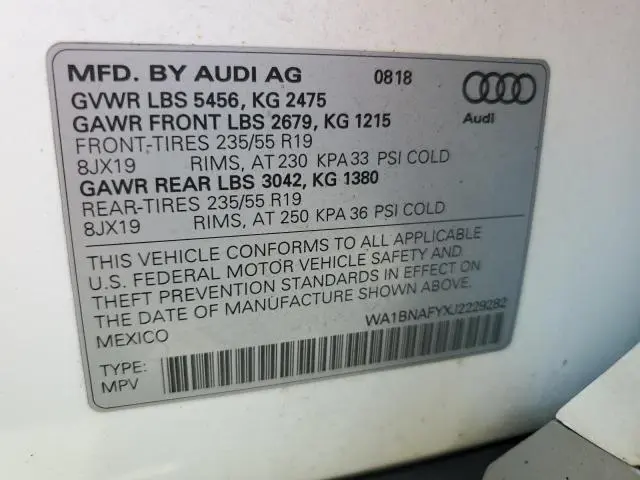 MFD. BY AUDI AG 0818
Audi
GVWR LBS 5456, KG 2475
GAWR FRONT LBS 2679, KG 1215
FRONT-TIRES 235/55 R19
8JX19 RIMS, AT 230 KPA 33 PSI COLD
GAWR REAR LBS 3042, KG 1380
REAR-TIRES 235/55 R19
8JX19 RIMS, AT 250 KPA 36 PSI COLD
THIS VEHICLE CONFORMS TO ALL APPLICABLE
U.S. FEDERAL MOTOR VEHICLE SAFETY AND
THEFT PREVENTION STANDARDS IN EFFECT ON
THE DATE OF MANUFACTURE SHOWN ABOVE.
MEXICO
WA1BNAFYXJ2229282
TYPE:
MPV